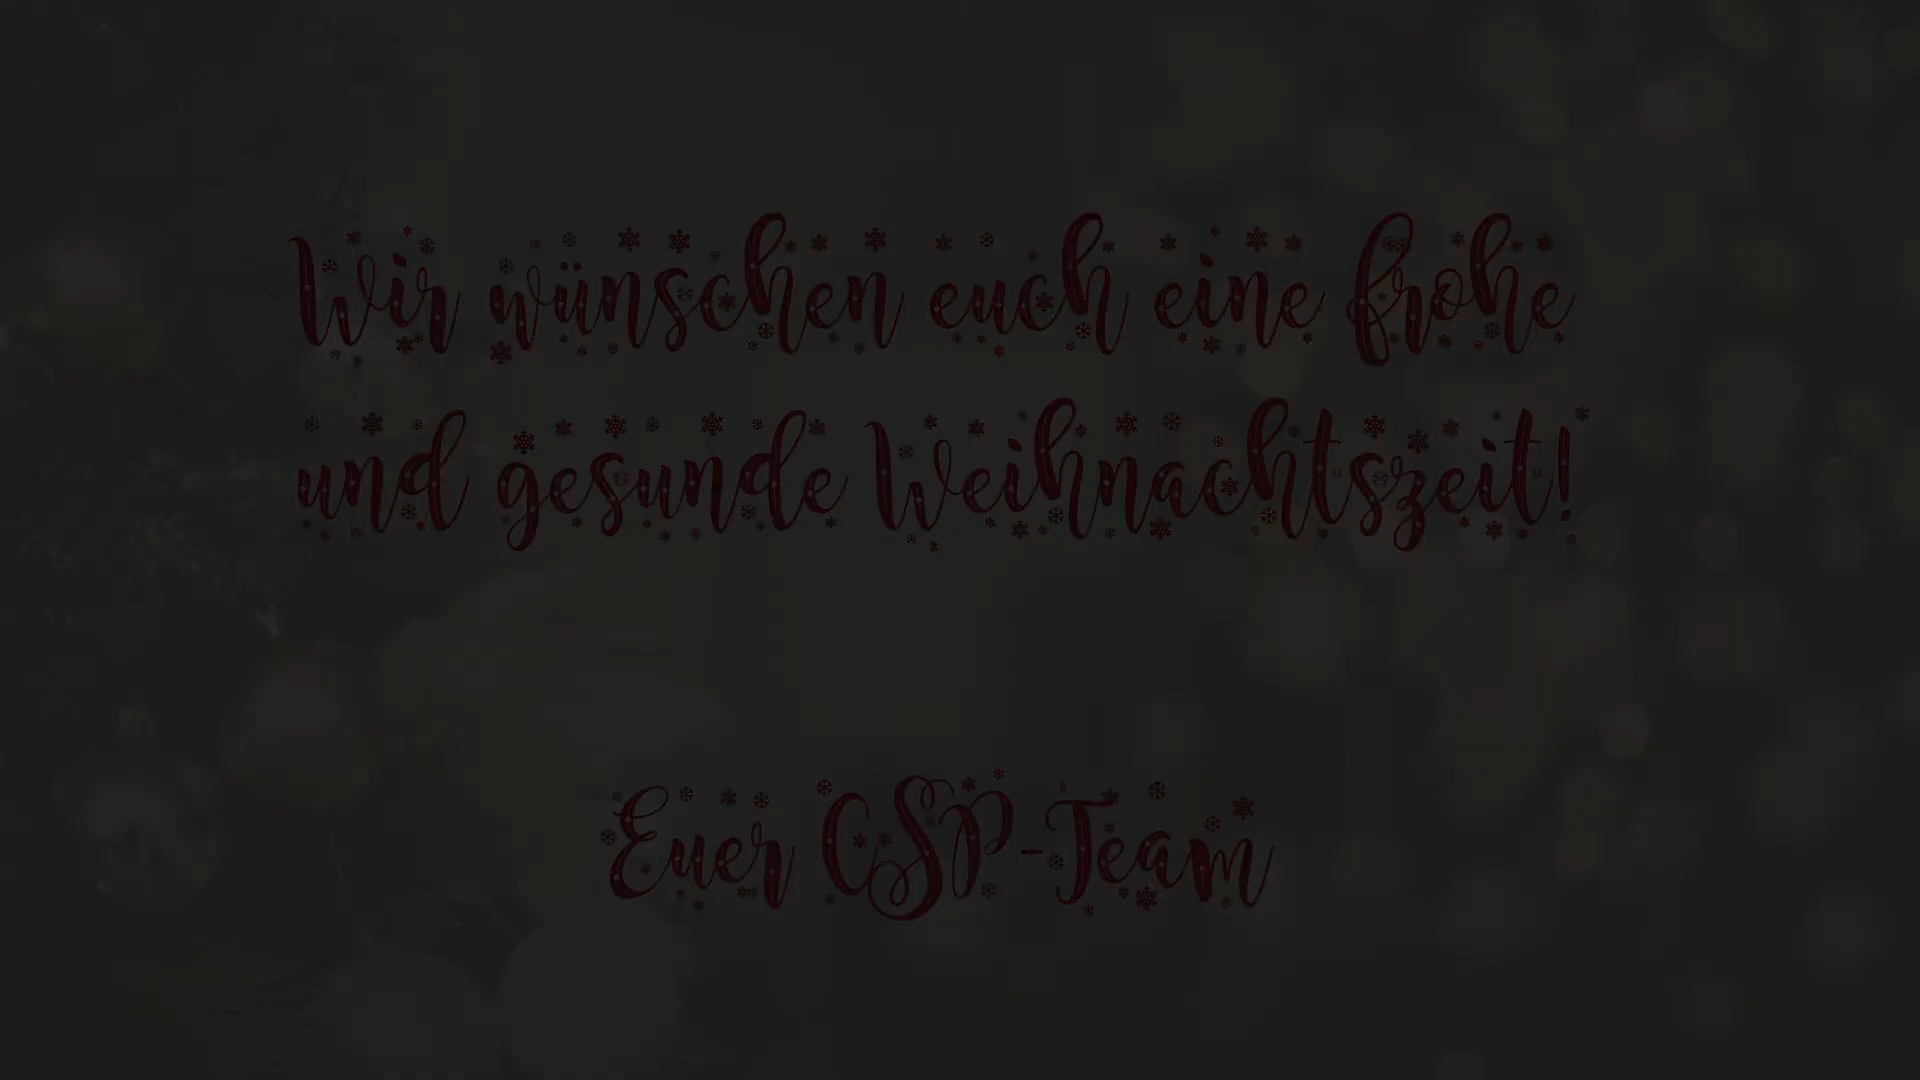 Wir wünschen euch eine frohe
und gesunde Weihnachtszeit!
Euer CSP-Team